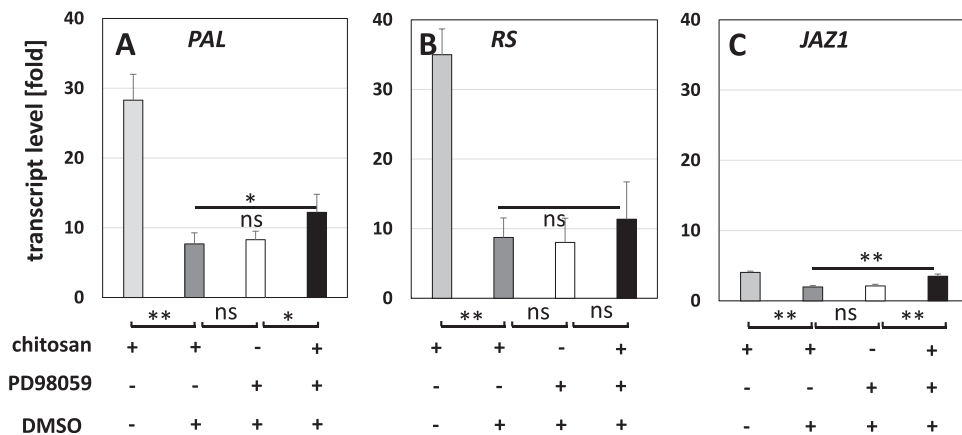 transcript level [fold]
40 40 40
A PAL B RS C JAZ1
30 30 30
20 20 20
* ns ns **
10 10 10
0 0 0
** ns * ** ns ns ** ns **
chitosan + + - + + + - + + + - +
PD98059 - - + + - - + + - - + +
DMSO - + + + - + + + - + + +